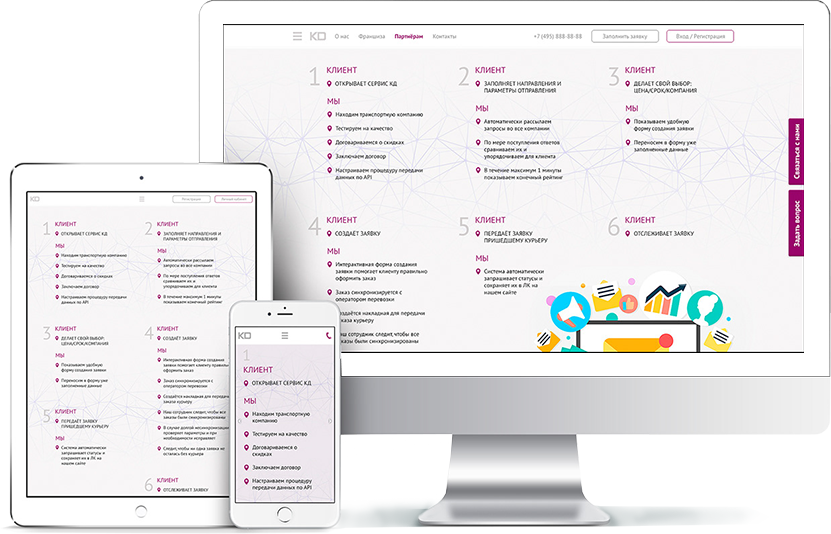 КD
О нас
Франшиза
Партнёрам
Контакты
+7 (495) 888-88-88
Заполнить заявку
Вход / Регистрация
1 КЛИЕНТ
ОТКРЫВАЕТ СЕРВИС КД
МЫ
Находим транспортную компанию
Тестируем на качество
Договариваемся о скидках
Заключаем договор
Настраиваем процедуру передачи
данных по API
2 КЛИЕНТ
ЗАПОЛНЯЕТ НАПРАВЛЕНИЯ И
ПАРАМЕТРЫ ОТПРАВЛЕНИЯ
МЫ
Автоматически рассылаем
запросы во все компании
По мере поступления ответов
сравниваем их и
упорядочиваем для клиента
В течение максимум 1 минуты
показываем конечный рейтинг
3 КЛИЕНТ
ДЕЛАЕТ СВОЙ ВЫБОР:
ЦЕНА/СРОК/КОМПАНИЯ
МЫ
Показываем удобную
форму создания заявки
Переносим в форму уже
заполненные данные
Связаться с нами
Задать вопрос
4 КЛИЕНТ
СОЗДАЕТ ЗАЯВКУ
МЫ
Интерактивная форма создания
заявки помогает клиенту правильно
оформить заказ
Заказ синхронизируется с
оператором перевозки
Создаётся накладная для передачи
заказа курьеру
Наш сотрудник следит,чтобы все
заказы были синхронизированы
5 КЛИЕНТ
ПЕРЕДАЁТ ЗАЯВКУ
ПРИШЕДШЕМУ КУРЬЕРУ
МЫ
Система автоматически
запрашивает статусы и
сохраняет их в ЛК на
нашем сайте
6 КЛИЕНТ
ОТСЛЕЖИВАЕТ ЗАЯВКУ
КD
Регистрация
Личный кабинет
1 КЛИЕНТ
ОТКРЫВАЕТ СЕРВИС КД
МЫ
Находим транспортную компанию
Тестируем на качество
Договариваемся о скидках
Заключаем договор
Настраиваем процедуру передачи
данных по API
2 КЛИЕНТ
ЗАПОЛНЯЕТ НАПРАВЛЕНИЯ И
ПАРАМЕТРЫ ОТПРАВЛЕНИЯ
МЫ
Автоматически рассылаем
запросы во все компании
По мере поступления ответов
сравниваем их и
упорядочиваем для клиента
В течение максимум 1 минуты
показываем конечный рейтинг
3 КЛИЕНТ
ДЕЛАЕТ СВОЙ ВЫБОР:
ЦЕНА/СРОК/КОМПАНИЯ
МЫ
Показываем удобную
форму создания заявки
Переносим в форму уже
заполненные данные
4 КЛИЕНТ
СОЗДАЕТ ЗАЯВКУ
МЫ
Интерактивная форма создания
заявки помогает клиенту правильно
оформить заказ
Заказ синхронизируется с
оператором перевозки
Создаётся накладная для передачи
заказа курьеру
Наш сотрудник следит,чтобы все
заказы были синхронизированы
В случае долгой несинхронизации
проверяет параметры и при
необходимости исправляет
Следит,чтобы ни одна заявка не
осталась без курьера
5 КЛИЕНТ
ПЕРЕДАЁТ ЗАЯВКУ
ПРИШЕДШЕМУ КУРЬЕРУ
МЫ
Система автоматически
запрашивает статусы и
сохраняет их в ЛК на
нашем сайте
6 КЛИЕНТ
ОТСЛЕЖИВАЕТ ЗАЯВКУ
КD
1
КЛИЕНТ
ОТКРЫВАЕТ СЕРВИС КД
МЫ
Находим транспортную
компанию
Тестируем на качество
Договариваемся о
скидках
Заключаем договор
Настраиваем процедуру
передачи данных по API